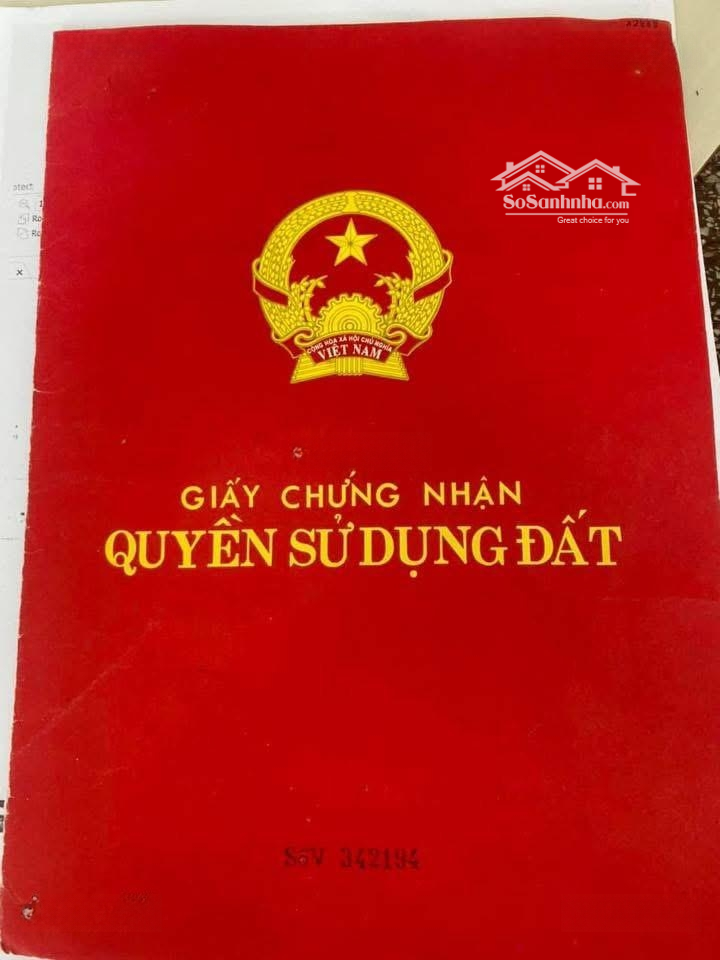 SoSanhnha.com
Great choice for you
CỘNG HÒA XÃ HỘI CHỦ NGHĨA
VIỆT NAM
GIẤY CHỨNG NHẬN
QUYỀN SỬ DỤNG ĐẤT
SốV 342194